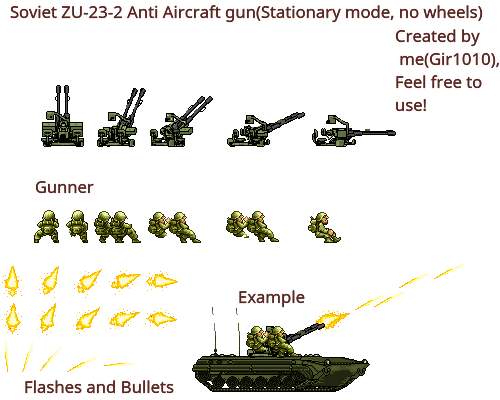 Soviet ZU-23-2 Anti Aircraft gun(Stationary mode, no wheels)
Created by
me(Gir1010),
Feel free to
use!
Gunner
Example
Flashes and Bullets